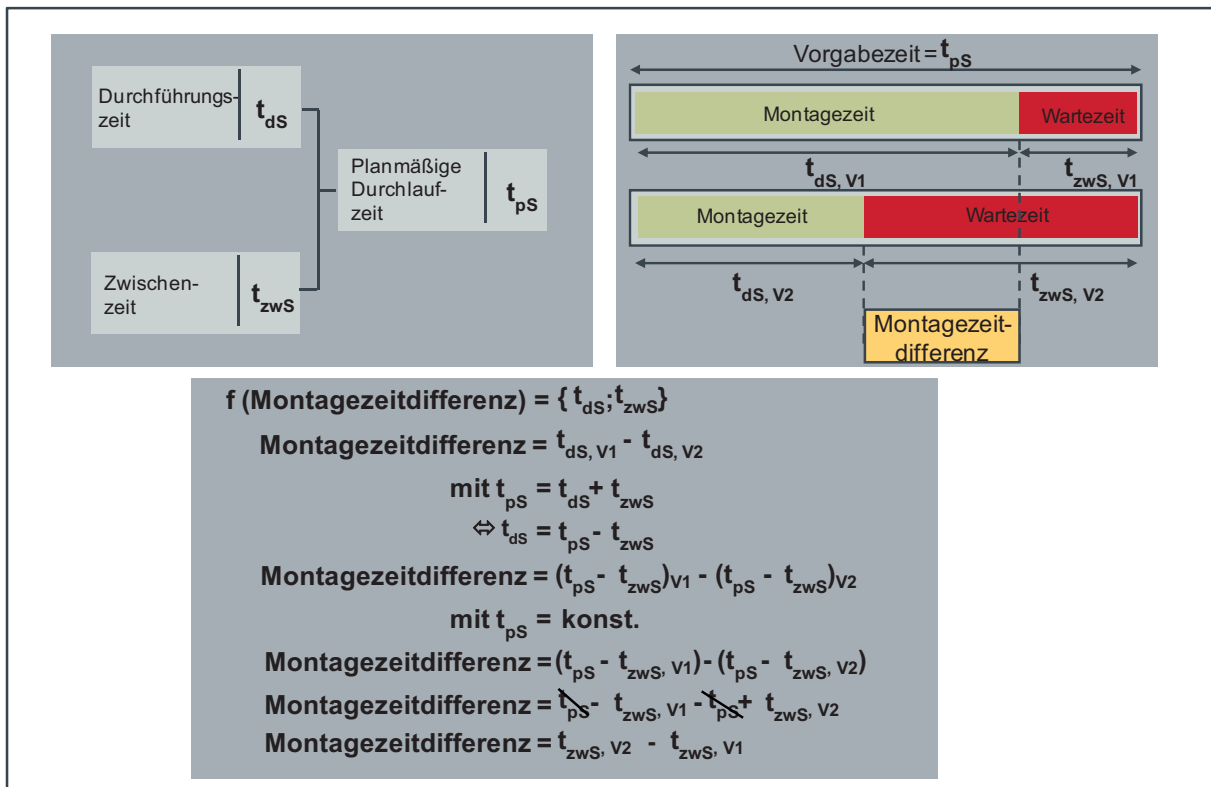 Durchführungs-
zeit
t_dS
Planmäßige
Durchlauf-
zeit
t_pS
Zwischen-
zeit
t_zwS
Vorgabezeit = t_pS
Montagezeit Wartezeit
t_dS, V1 t_zwS, V1
Montagezeit Wartezeit
t_dS, V2 t_zwS, V2
Montagezeit-
differenz
f (Montagezeitdifferenz) = { t_dS; t_zwS }
Montagezeitdifferenz = t_dS, V1 - t_dS, V2
mit t_pS = t_dS + t_zwS
⇔ t_dS = t_pS - t_zwS
Montagezeitdifferenz = (t_pS - t_zwS)V1 - (t_pS - t_zwS)V2
mit t_pS = konst.
Montagezeitdifferenz = (t_pS - t_zwS, V1) - (t_pS - t_zwS, V2)
Montagezeitdifferenz = t_pS - t_zwS, V1 - t_pS + t_zwS, V2
Montagezeitdifferenz = t_zwS, V2 - t_zwS, V1